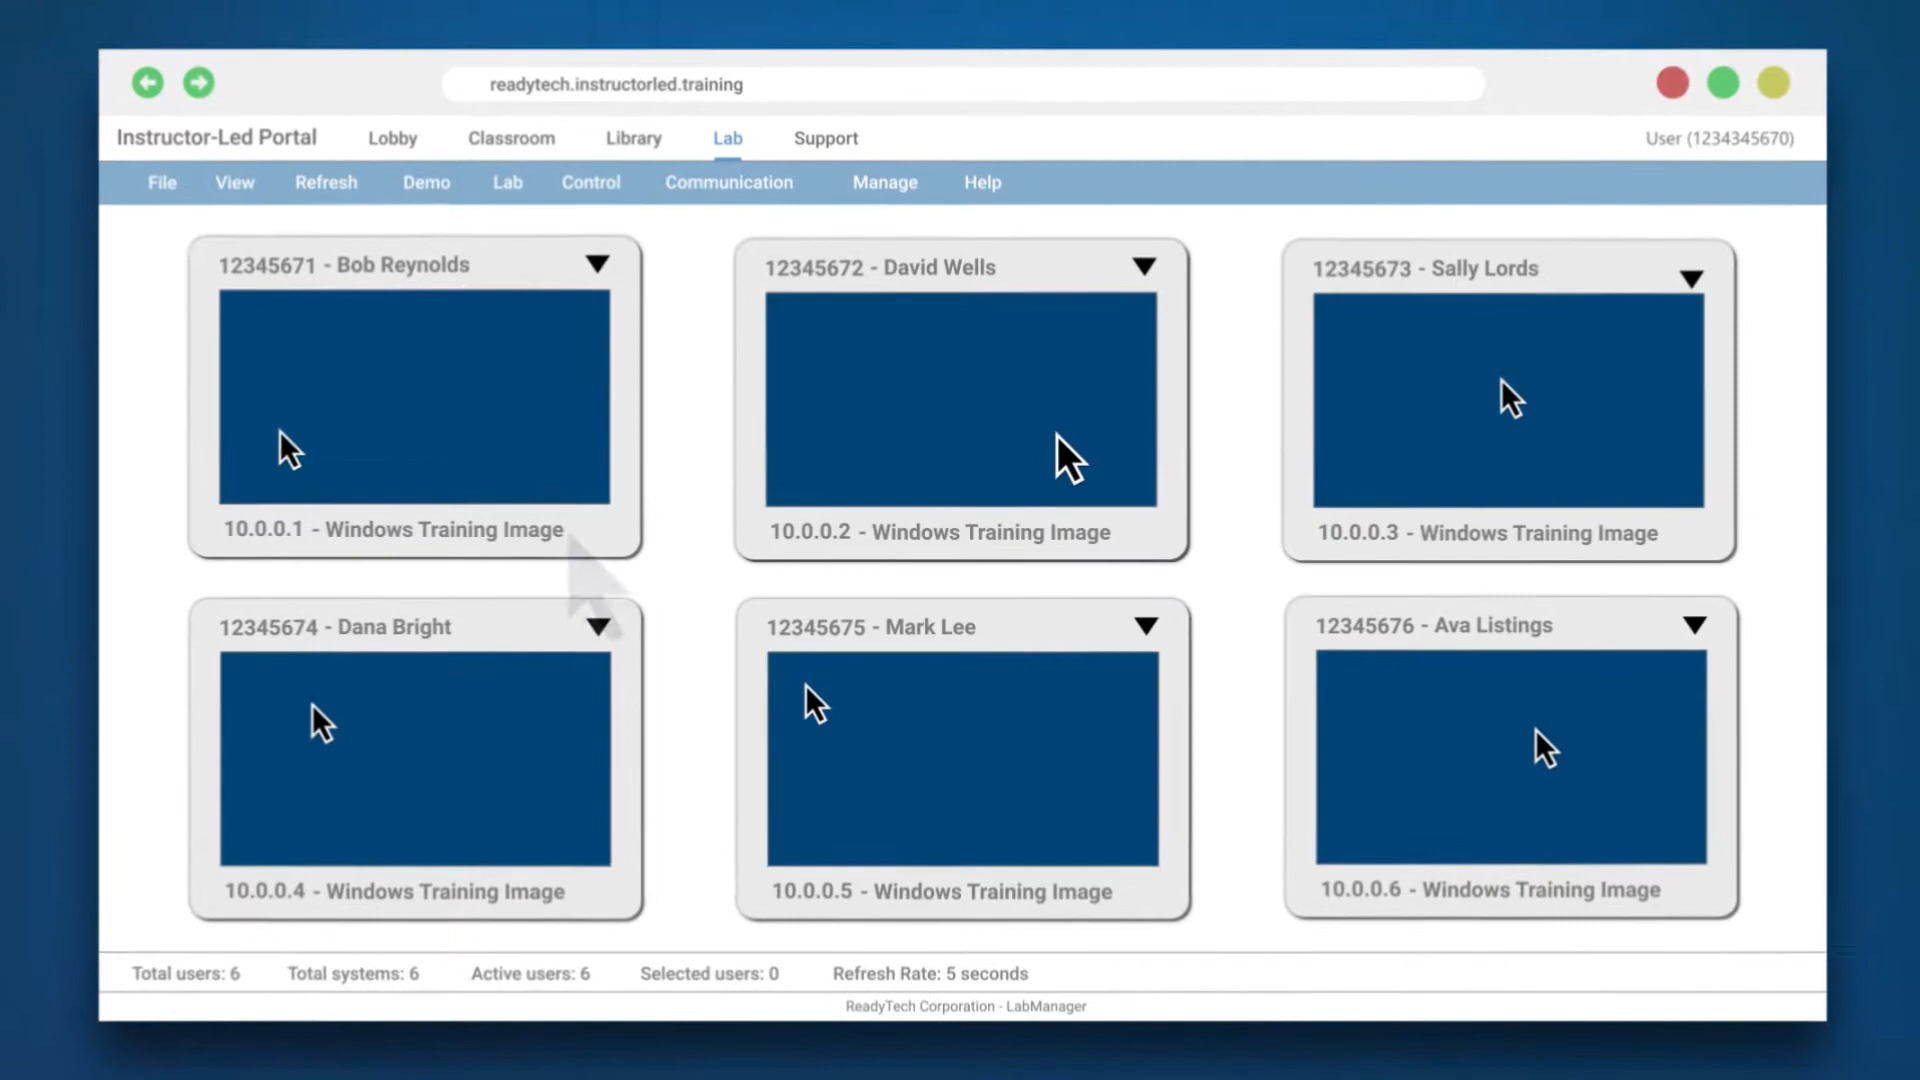 readytech.instructorled.training
Instructor-Led Portal Lobby Classroom Library Lab Support User (1234345670)
File View Refresh Demo Lab Control Communication Manage Help
12345671 - Bob Reynolds
12345672 - David Wells
12345673 - Sally Lords
10.0.0.1 - Windows Training Image
10.0.0.2 - Windows Training Image
10.0.0.3 - Windows Training Image
12345674 - Dana Bright
12345675 - Mark Lee
12345676 - Ava Listings
10.0.0.4 - Windows Training Image
10.0.0.5 - Windows Training Image
10.0.0.6 - Windows Training Image
Total users: 6 Total systems: 6 Active users: 6 Selected users: 0 Refresh Rate: 5 seconds
ReadyTech Corporation - LabManager